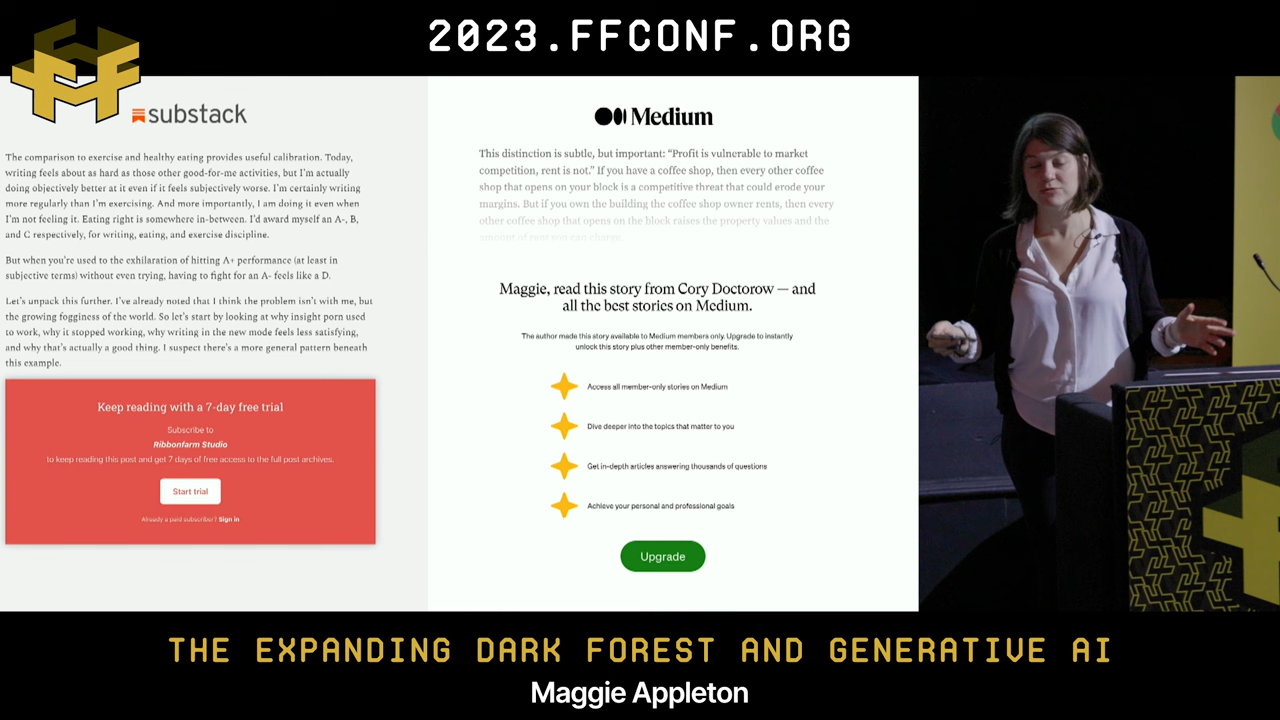 2023.FFCONF.ORG
substack
The comparison to exercise and healthy eating provides useful calibration. Today,
writing feels about as hard as those other good-for-me activities, but I'm actually
doing objectively better at it even if it feels subjectively worse. I'm certainly writing
more regularly than I'm exercising. And more importantly, I am doing it even when
I'm not feeling it. Eating right is somewhere in-between. I'd award myself an A-, B,
and C respectively, for writing, eating, and exercise discipline.
But when you're used to the exhilaration of hitting A+ performance (at least in
subjective terms) without even trying, having to fight for an A- feels like a D.
Let's unpack this further. I've already noted that I think the problem isn't with me, but
the growing fogginess of the world. So let's start by looking at why insight porn used
to work, why it stopped working, why writing in the new mode feels less satisfying,
and why that's actually a good thing. I suspect there's a more general pattern beneath
this example.
Keep reading with a 7-day free trial
Subscribe to
Ribbonfarm Studio
to keep reading this post and get 7 days of free access to the full post archives.
Start trial
Already a paid subscriber? Sign in
Medium
This distinction is subtle, but important: “Profit is vulnerable to market
competition, rent is not.” If you have a coffee shop, then every other coffee
shop that opens on your block is a competitive threat that could erode your
margins. But if you own the building the coffee shop owner rents, then every
other coffee shop that opens on the block raises the property values and the
amount of rent you can charge.
Maggie, read this story from Cory Doctorow — and
all the best stories on Medium.
The author made this story available to Medium members only. Upgrade to instantly
unlock this story plus other member-only benefits.
Access all member-only stories on Medium
Dive deeper into the topics that matter to you
Get in-depth articles answering thousands of questions
Achieve your personal and professional goals
Upgrade
THE EXPANDING DARK FOREST AND GENERATIVE AI
Maggie Appleton